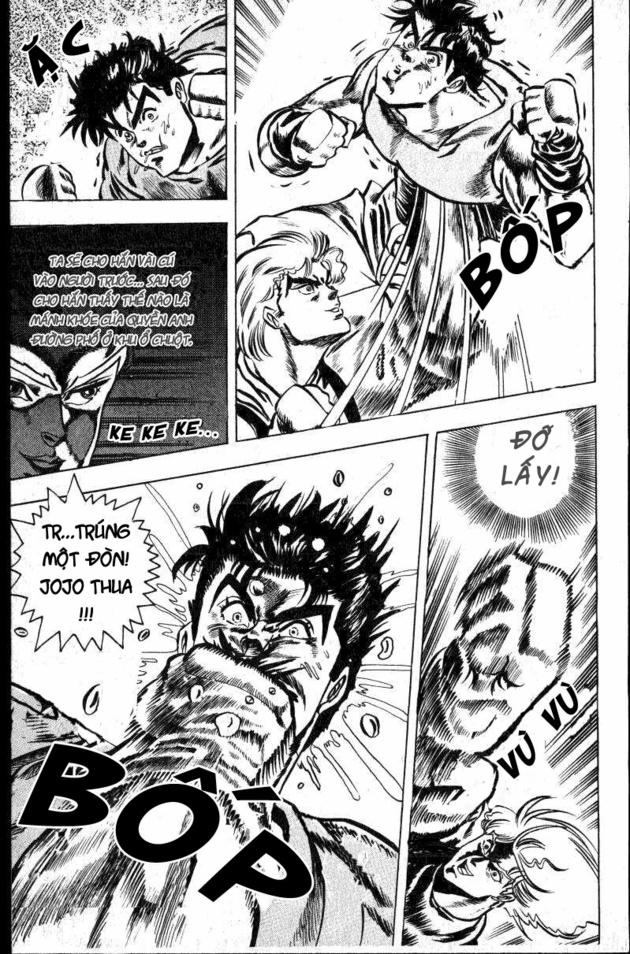 ẶC
BỐP
TA SẼ CHO HẮN VÀI CÚ
VÀO NGƯỜI TRƯỚC... SAU ĐÓ
CHO HẮN THẤY THẾ NÀO LÀ
MÁNH KHÓE CỦA QUYỀN ANH
ĐƯỜNG PHỐ Ở KHU Ổ CHUỘT.
KE KE KE...
TR...TRÚNG
MỘT ĐÒN!
JOJO THUA
!!!
BỐP
ĐỠ
LẤY!
VÙ VÙ